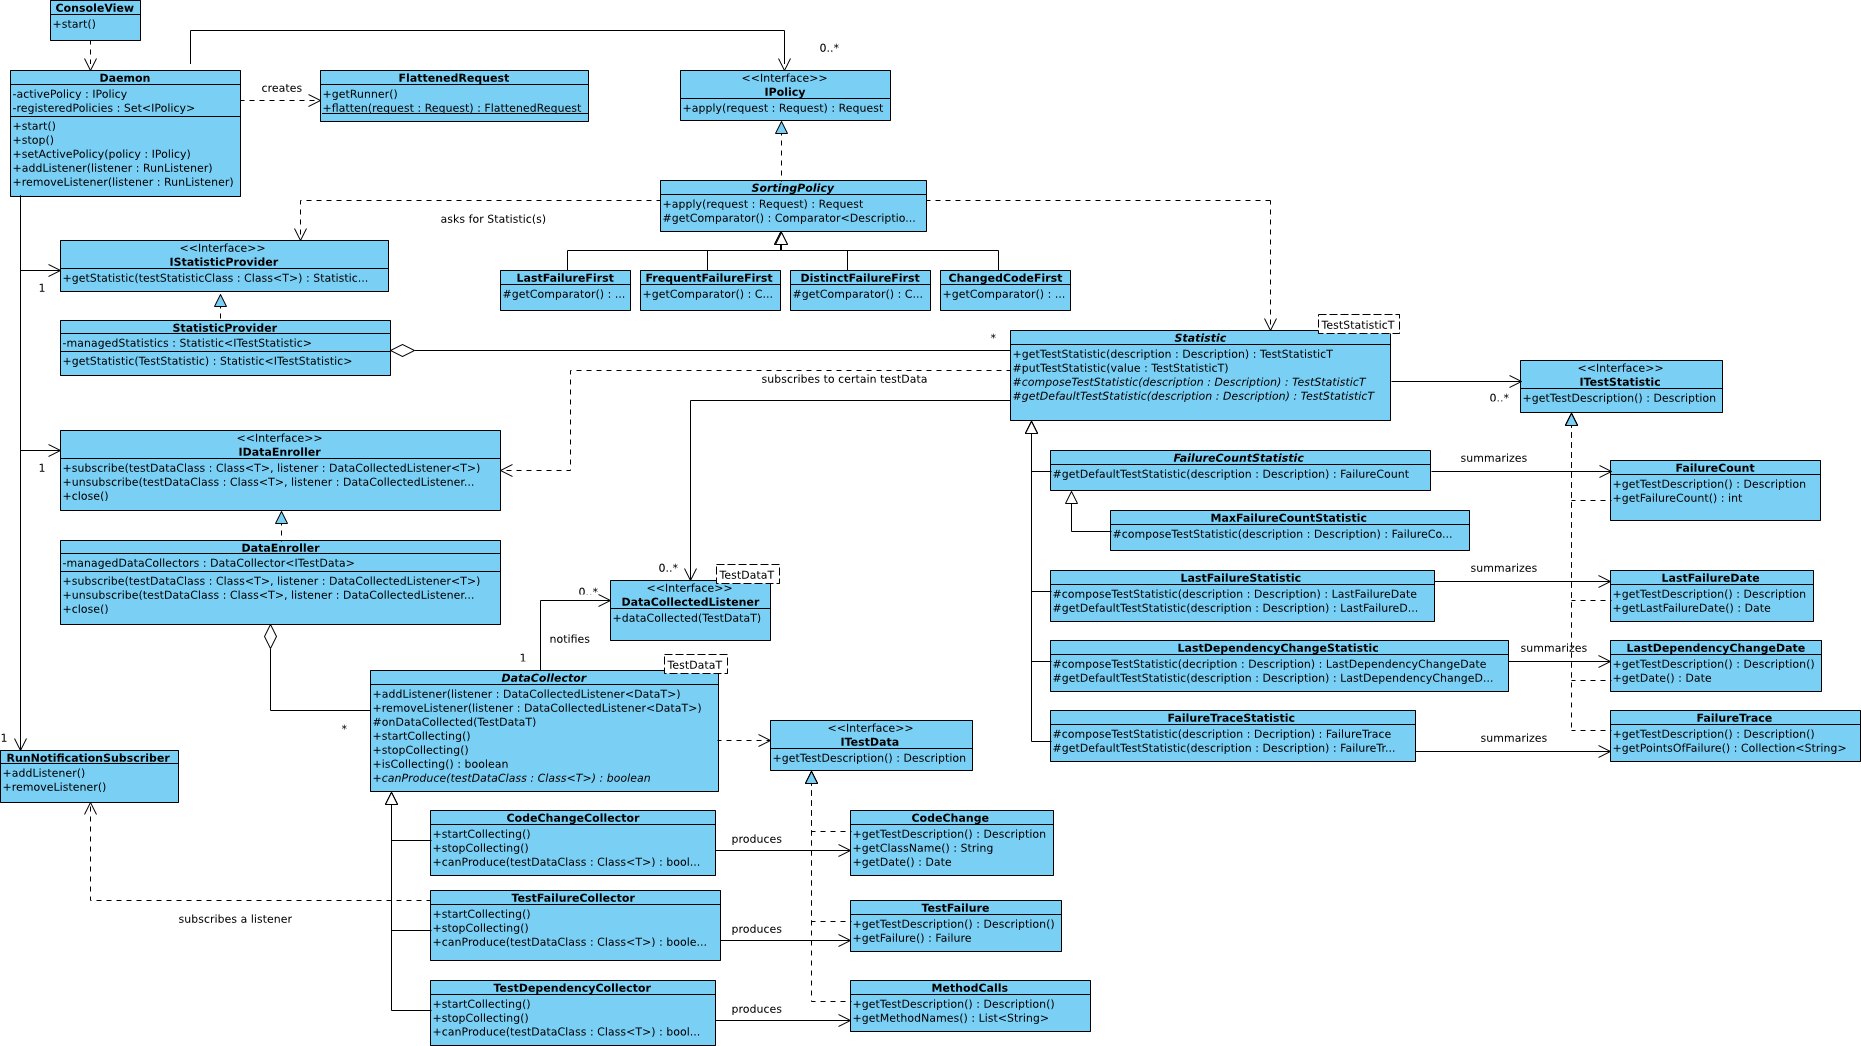 ConsoleView
+start()
Daemon
-activePolicy : IPolicy
-registeredPolicies : Set<IPolicy>
+start()
+stop()
+setActivePolicy(policy : IPolicy)
+addListener(listener : RunListener)
+removeListener(listener : RunListener)
creates
FlattenedRequest
+getRunner()
+flatten(request : Request) : FlattenedRequest
0..*
<<Interface>>
IPolicy
+apply(request : Request) : Request
SortingPolicy
+apply(request : Request) : Request
#getComparator() : Comparator<Descriptio...
asks for Statistic(s)
<<Interface>>
IStatisticProvider
+getStatistic(testStatisticClass : Class<T>) : Statistic...
1
LastFailureFirst
#getComparator() : ...
FrequentFailureFirst
+getComparator() : C...
DistinctFailureFirst
#getComparator() : C...
ChangedCodeFirst
+getComparator() : ...
StatisticProvider
-managedStatistics : Statistic<ITestStatistic>
+getStatistic(TestStatistic) : Statistic<ITestStatistic>
*
TestStatisticT
Statistic
+getTestStatistic(description : Description) : TestStatisticT
#putTestStatistic(value : TestStatisticT)
#composeTestStatistic(description : Description) : TestStatisticT
#getDefaultTestStatistic(description : Description) : TestStatisticT
subscribes to certain testData
0..*
<<Interface>>
ITestStatistic
+getTestDescription() : Description
<<Interface>>
IDataEnroller
+subscribe(testDataClass : Class<T>, listener : DataCollectedListener<T>)
+unsubscribe(testDataClass : Class<T>, listener : DataCollectedListener...
+close()
1
FailureCountStatistic
#getDefaultTestStatistic(description : Description) : FailureCount
summarizes
FailureCount
+getTestDescription() : Description
+getFailureCount() : int
MaxFailureCountStatistic
#composeTestStatistic(description : Description) : FailureCo...
DataEnroller
-managedDataCollectors : DataCollector<ITestData>
+subscribe(testDataClass : Class<T>, listener : DataCollectedListener<T>)
+unsubscribe(testDataClass : Class<T>, listener : DataCollectedListener...
+close()
0..*
0..*
TestDataT
<<Interface>>
DataCollectedListener
+dataCollected(TestDataT)
notifies
1
LastFailureStatistic
#composeTestStatistic(description : Description) : LastFailureDate
#getDefaultTestStatistic(description : Description) : LastFailureD...
summarizes
LastFailureDate
+getTestDescription() : Description
+getLastFailureDate() : Date
LastDependencyChangeStatistic
#composeTestStatistic(decription : Description) : LastDependencyChangeDate
#getDefaultTestStatistic(description : Description) : LastDependencyChangeD...
summarizes
LastDependencyChangeDate
+getTestDescription() : Description()
+getDate() : Date
FailureTraceStatistic
#composeTestStatistic(description : Description) : FailureTrace
#getDefaultTestStatistic(description : Description) : FailureTr...
summarizes
FailureTrace
+getTestDescription() : Description()
+getPointsOfFailure() : Collection<String>
TestDataT
DataCollector
+addListener(listener : DataCollectedListener<DataT>)
+removeListener(listener : DataCollectedListener<DataT>)
#onDataCollected(TestDataT)
+startCollecting()
+stopCollecting()
+isCollecting() : boolean
+canProduce(testDataClass : Class<T>) : boolean
*
<<Interface>>
ITestData
+getTestDescription() : Description
1
RunNotificationSubscriber
+addListener()
+removeListener()
CodeChangeCollector
+startCollecting()
+stopCollecting()
+canProduce(testDataClass : Class<T>) : bool...
produces
CodeChange
+getTestDescription() : Description
+getClassName() : String
+getDate() : Date
subscribes a listener
TestFailureCollector
+startCollecting()
+stopCollecting()
+canProduce(testDataClass : Class<T>) : boole...
produces
TestFailure
+getTestDescription() : Description()
+getFailure() : Failure
TestDependencyCollector
+startCollecting()
+stopCollecting()
+canProduce(testDataClass : Class<T>) : bool...
produces
MethodCalls
+getTestDescription() : Description()
+getMethodNames() : List<String>